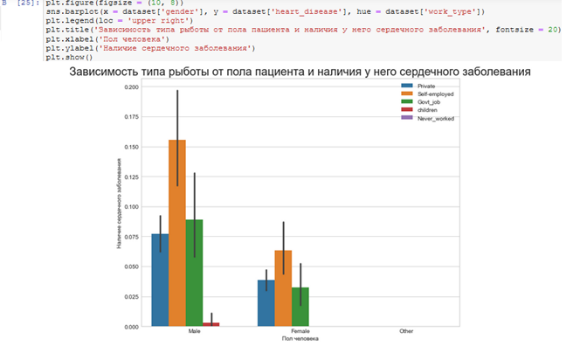 В [25]: plt.figure(figsize = (10, 8))
sns.barplot(x = dataset['gender'], y = dataset['heart_disease'], hue = dataset['work_type'])
plt.legend(loc = 'upper right')
plt.title('Зависимость типа рыботы от пола пациента и наличия у него сердечного заболевания', fontsize = 20)
plt.xlabel('Пол человека')
plt.ylabel('Наличие сердечного заболевания')
plt.show()
Зависимость типа рыботы от пола пациента и наличия у него сердечного заболевания
Private
Self-employed
Govt_job
children
Never_worked
0.200
0.175
0.150
0.125
0.100
0.075
0.050
0.025
0.000
Наличие сердечного заболевания
Male
Female
Other
Пол человека